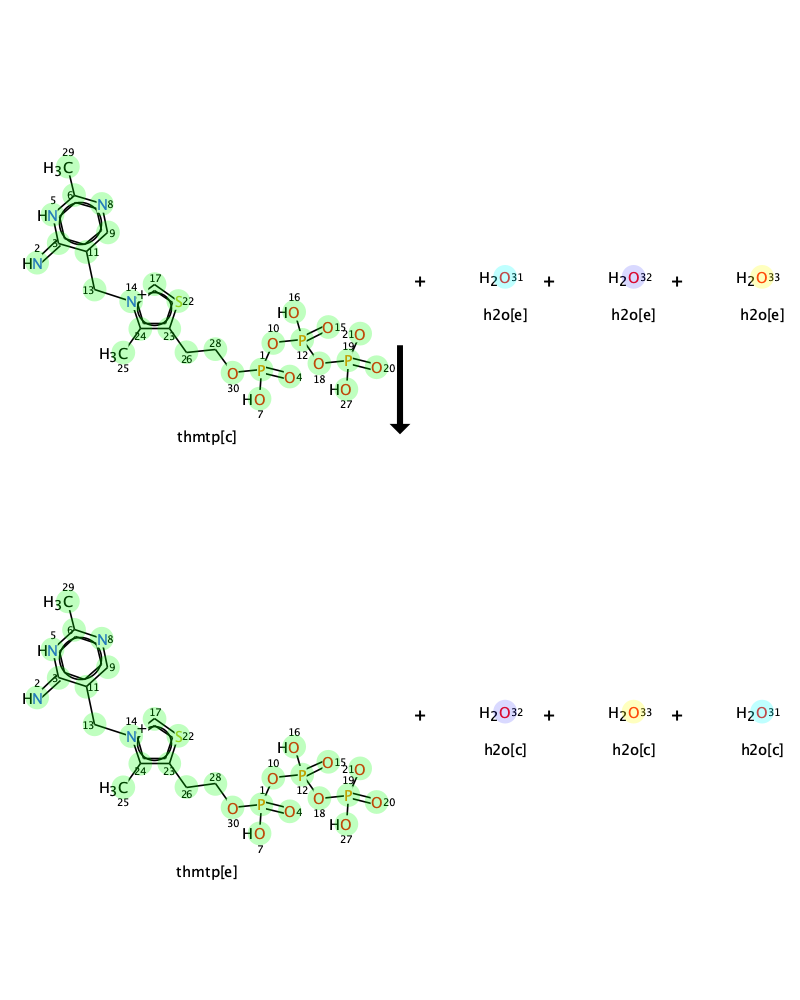 29
H3C
5
6
N8
HN
2
3
9
HN
11
13
14
17
N+
S22
24
23
H3C
25
26
28
16
HO
10
O
O15
21O
1
P
12
19
P
O
P
O4
18
O20
O
30
HO
7
HO
27
thmtp[c]
+
H2O31
h2o[e]
+
H2O32
h2o[e]
+
H2O33
h2o[e]
29
H3C
5
6
N8
HN
2
3
9
HN
11
13
14
17
N+
S22
24
23
H3C
25
26
28
16
HO
10
O
O15
21O
1
P
12
19
P
O
P
O4
18
O20
O
30
HO
7
HO
27
thmtp[e]
+
H2O32
h2o[c]
+
H2O33
h2o[c]
+
H2O31
h2o[c]